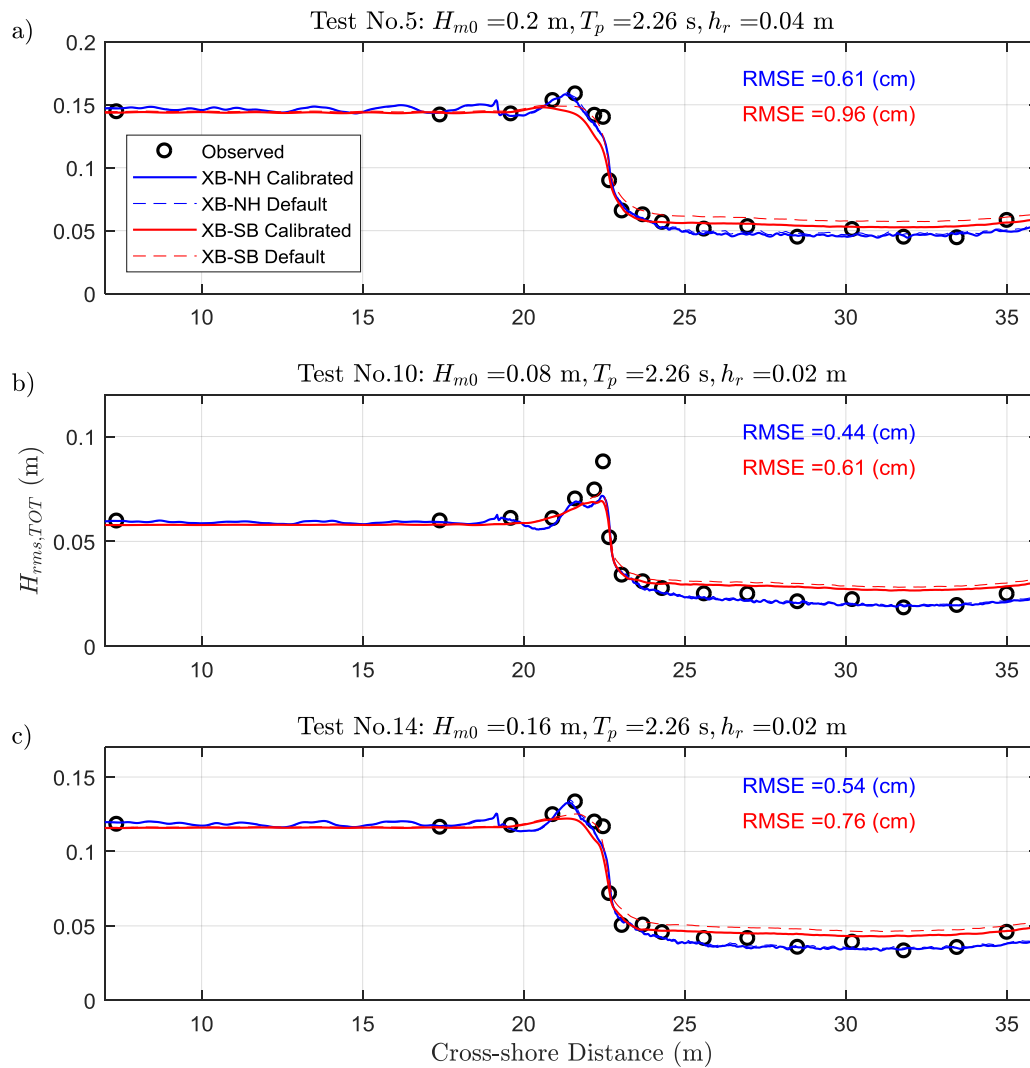 a)
Test No.5: H_{m0} =0.2 m, T_p =2.26 s, h_r =0.04 m
0.2
0.15
0.1
0.05
0
RMSE =0.61 (cm)
RMSE =0.96 (cm)
Observed
XB-NH Calibrated
XB-NH Default
XB-SB Calibrated
XB-SB Default
10 15 20 25 30 35
b)
Test No.10: H_{m0} =0.08 m, T_p =2.26 s, h_r =0.02 m
H_{rms,TOT} (m)
0.1
0.05
0
RMSE =0.44 (cm)
RMSE =0.61 (cm)
10 15 20 25 30 35
c)
Test No.14: H_{m0} =0.16 m, T_p =2.26 s, h_r =0.02 m
0.15
0.1
0.05
0
RMSE =0.54 (cm)
RMSE =0.76 (cm)
10 15 20 25 30 35
Cross-shore Distance (m)